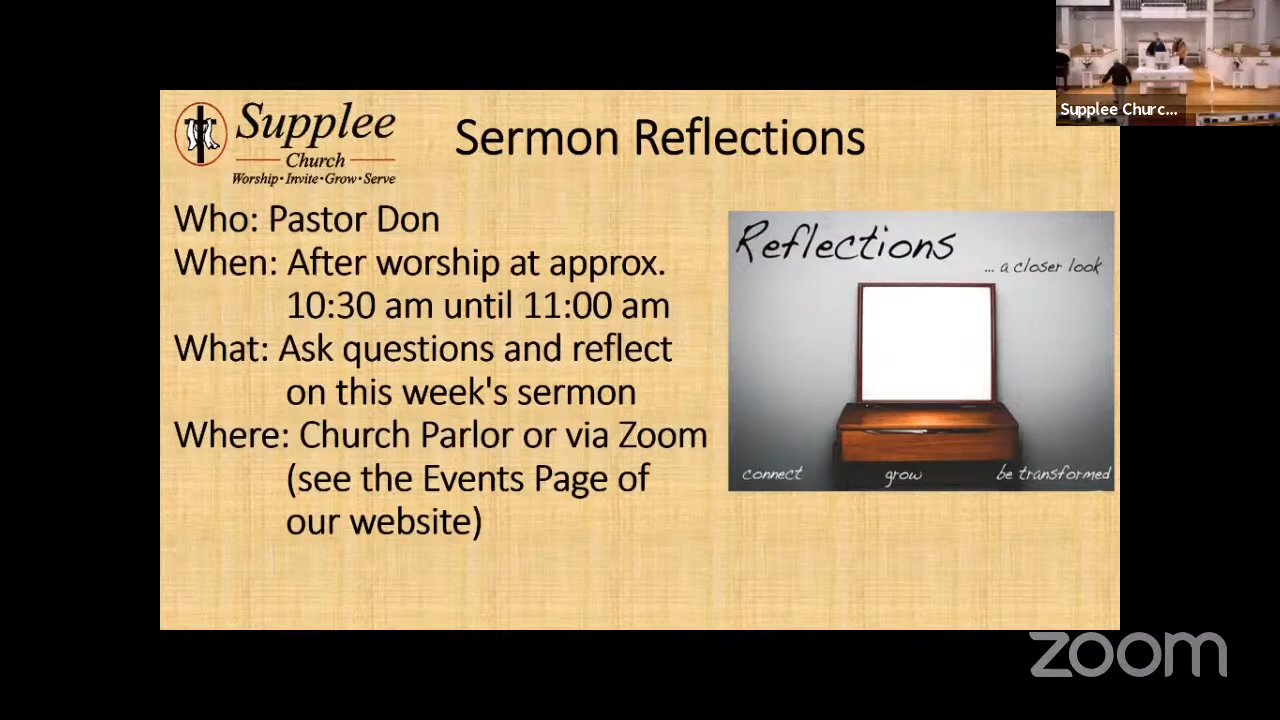 Supplee
Church
Worship•Invite•Grow•Serve
Sermon Reflections
Supplee Churc...
Who: Pastor Don
When: After worship at approx.
10:30 am until 11:00 am
What: Ask questions and reflect
on this week's sermon
Where: Church Parlor or via Zoom
(see the Events Page of
our website)
Reflections
... a closer look
connect grow be transformed
zoom